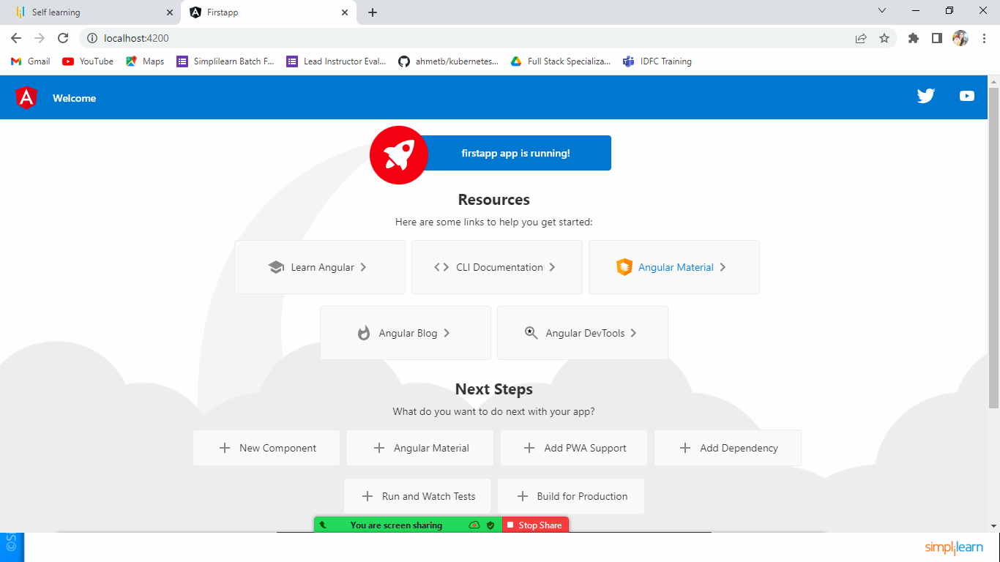 Self learning
Firstapp
localhost:4200
Gmail YouTube Maps Simplilearn Batch F... Lead Instructor Eval... ahmetb/kubernetes... Full Stack Specializa... IDFC Training
Welcome
firstapp app is running!
Resources
Here are some links to help you get started:
Learn Angular CLI Documentation Angular Material
Angular Blog Angular DevTools
Next Steps
What do you want to do next with your app?
New Component Angular Material Add PWA Support Add Dependency
Run and Watch Tests Build for Production
You are screen sharing Stop Share
©S
simplilearn